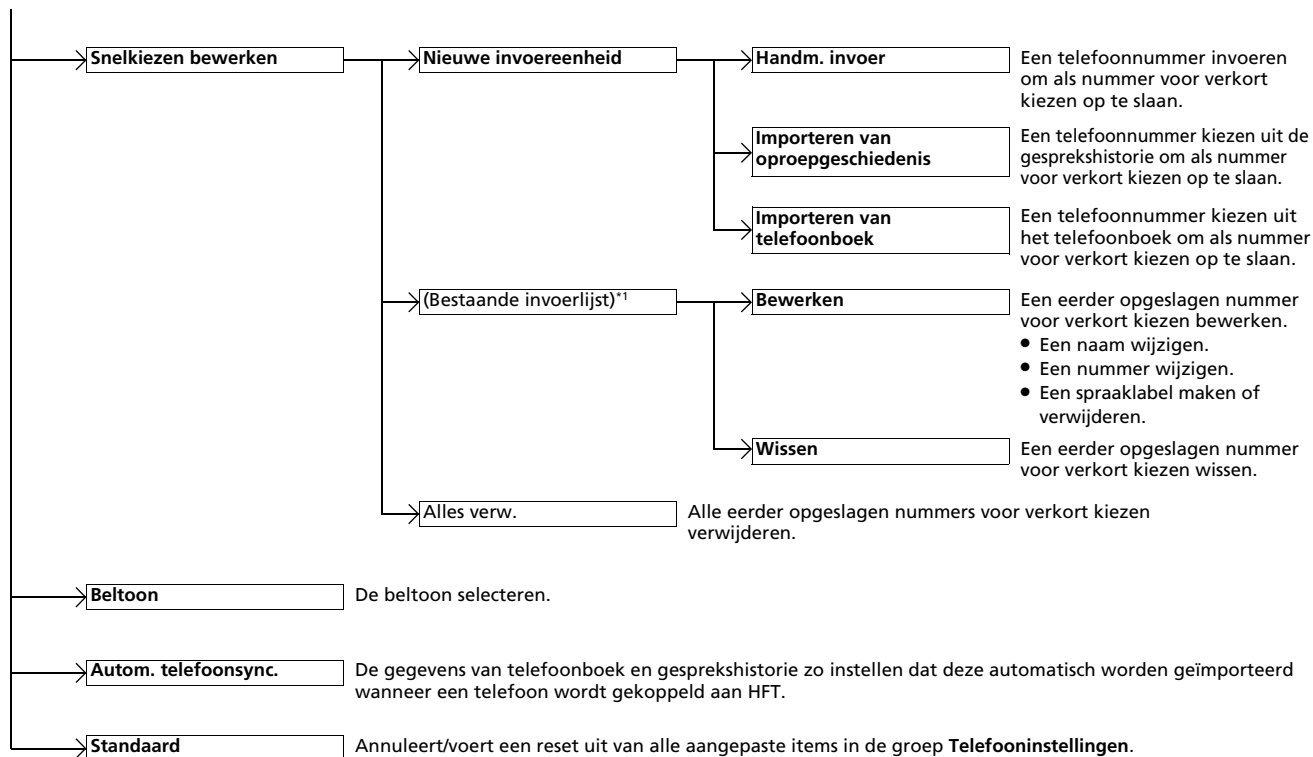 Snelkiezen bewerken
Nieuwe invoereenheid
Handm. invoer
Een telefoonnummer invoeren
om als nummer voor verkort
kiezen op te slaan.
Importeren van
oproepgeschiedenis
Een telefoonnummer kiezen uit de
gesprekshistorie om als nummer
voor verkort kiezen op te slaan.
Importeren van
telefoonboek
Een telefoonnummer kiezen uit
het telefoonboek om als nummer
voor verkort kiezen op te slaan.
(Bestaande invoerlijst)*1
Bewerken
Een eerder opgeslagen nummer
voor verkort kiezen bewerken.
● Een naam wijzigen.
● Een nummer wijzigen.
● Een spraaklabel maken of
verwijderen.
Wissen
Een eerder opgeslagen nummer
voor verkort kiezen wissen.
Alles verw.
Alle eerder opgeslagen nummers voor verkort kiezen
verwijderen.
Beltoon
De beltoon selecteren.
Autom. telefoonsync.
De gegevens van telefoonboek en gesprekshistorie zo instellen dat deze automatisch worden geïmporteerd
wanneer een telefoon wordt gekoppeld aan HFT.
Standaard
Annuleert/voert een reset uit van alle aangepaste items in de groep Telefooninstellingen.